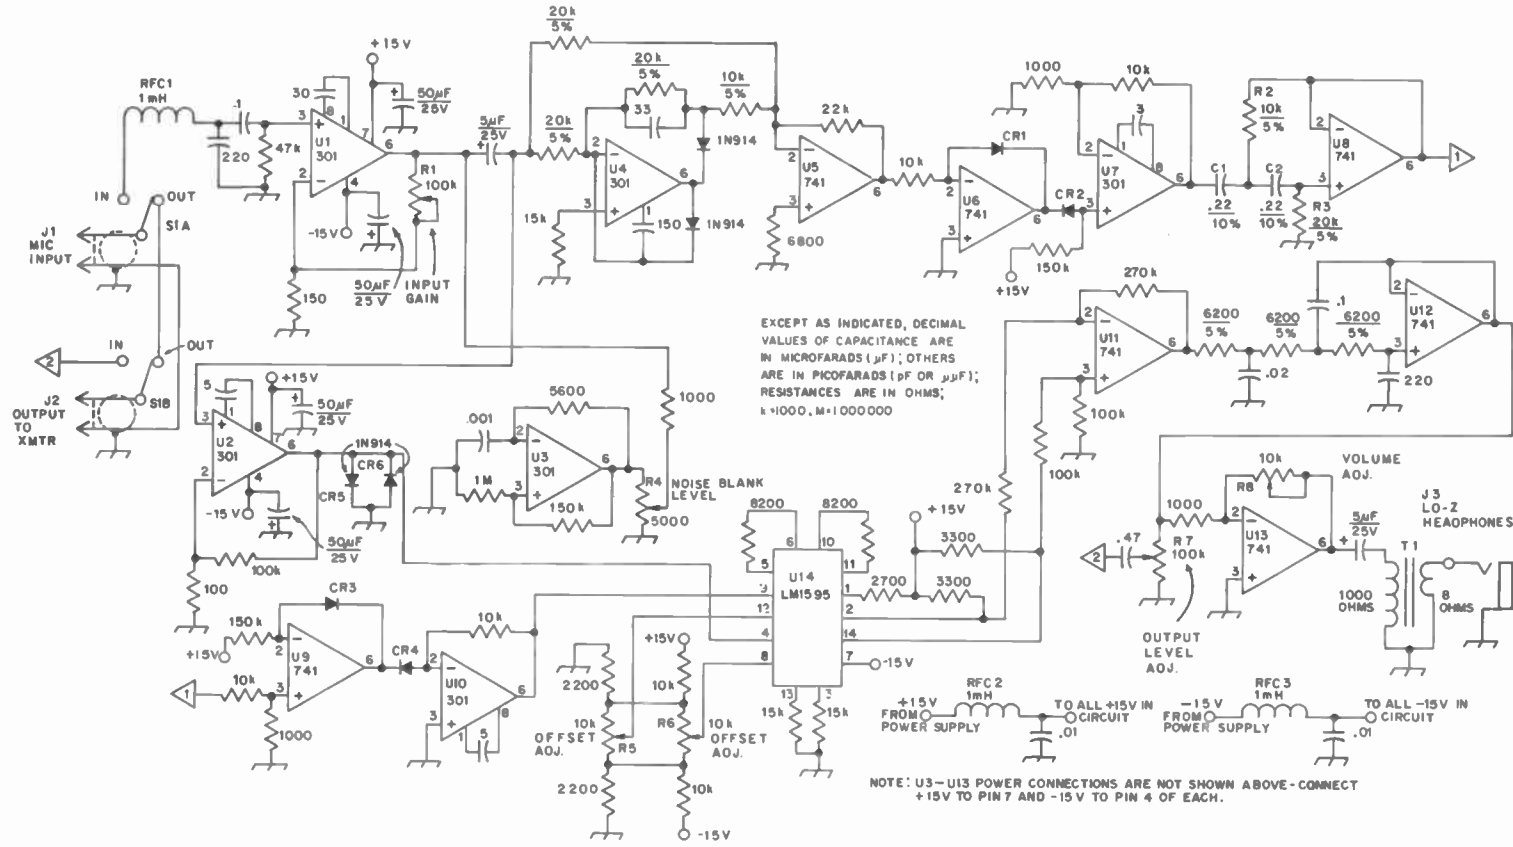 20k
5%
+15V
RFC1
1mH
30
8
1
50µF
25V
20k
5%
10k
5%
1000
10k
R2
10k
5%
.1
3
+
U1
301
7
6
220
47k
2
−
4
R1
100k
-15V
50µF
25V
INPUT
GAIN
150
5µF
25V
20k
5%
33
2
−
U4
301
6
3
+
1
150
15k
1N914
1N914
22k
2
−
U5
741
6
3
+
6800
10k
CR1
2
−
U6
741
6
3
+
CR2
+15V
150k
3
1
8
2
−
U7
301
6
3
+
C1
.22
10%
C2
.22
10%
R3
20k
5%
2
−
U8
741
6
3
+
1
IN
OUT
S1A
J1
MIC
INPUT
IN
OUT
2
S1B
J2
OUTPUT
TO
XMTR
EXCEPT AS INDICATED, DECIMAL
VALUES OF CAPACITANCE ARE
IN MICROFARADS (µF); OTHERS
ARE IN PICOFARADS (pF OR µµF);
RESISTANCES ARE IN OHMS;
k=1000, M=1000000
270k
2
−
U11
741
6
3
+
100k
6200
5%
6200
5%
6200
5%
.1
.02
220
2
−
U12
741
6
3
+
5
1
8
+15V
50µF
25V
3
+
U2
301
7
6
2
−
4
-15V
50µF
25V
100k
100
1N914
CR6
CR5
5600
.001
2
−
U3
301
6
3
+
1M
150k
1000
R4
NOISE BLANK
LEVEL
5000
270k
100k
8200
8200
+15V
3300
6
10
5
11
U14
LM1595
9
1
12
2
4
14
8
7
13
3
2700
3300
-15V
15k
15k
VOLUME
ADJ.
10k
R8
1000
2
−
U13
741
6
3
+
2
.47
R7
100k
OUTPUT
LEVEL
ADJ.
5µF
25V
T1
1000
OHMS
8
OHMS
J3
LO-Z
HEADPHONES
CR3
150k
+15V
2
−
U9
741
6
3
+
1
10k
1000
CR4
10k
2
−
U10
301
6
3
+
1
8
5
+15V
2200
10k
10k
OFFSET
ADJ.
R5
R6
10k
OFFSET
ADJ.
2200
10k
-15V
+15V
FROM
POWER SUPPLY
RFC2
1mH
TO ALL +15V IN
CIRCUIT
.01
-15V
FROM
POWER SUPPLY
RFC3
1mH
TO ALL -15V IN
CIRCUIT
.01
NOTE: U3-U13 POWER CONNECTIONS ARE NOT SHOWN ABOVE-CONNECT
+15V TO PIN 7 AND -15V TO PIN 4 OF EACH.